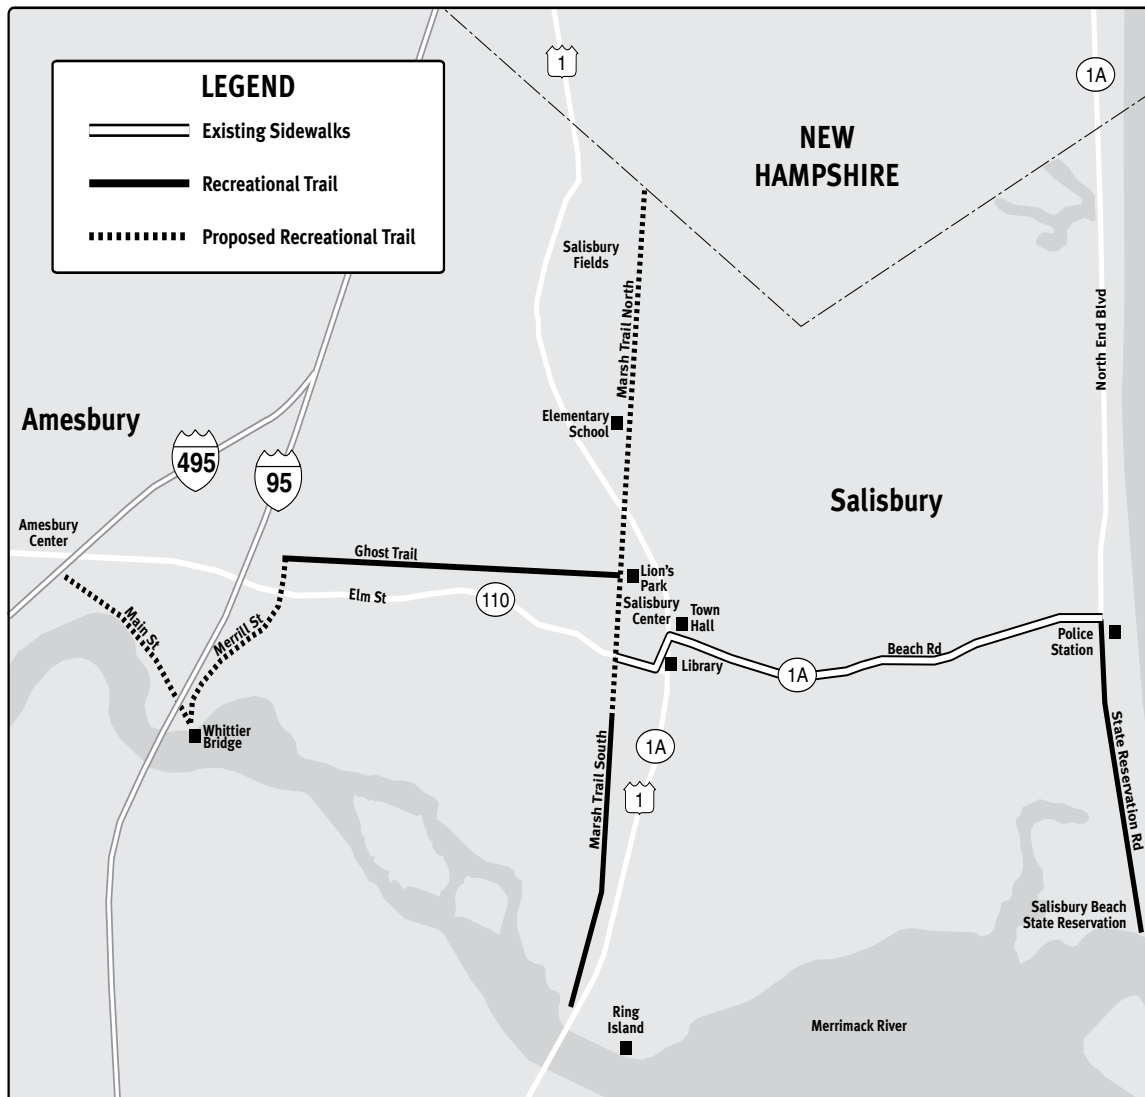 LEGEND
Existing Sidewalks
Recreational Trail
Proposed Recreational Trail
1
1A
NEW
HAMPSHIRE
Salisbury
Fields
Marsh Trail North
North End Blvd
Amesbury
Elementary
School
495
95
Salisbury
Amesbury
Center
Ghost Trail
Elm St
110
Lion's
Park
Salisbury
Center
Town
Hall
Main St
Merrill St
Library
Beach Rd
1A
Police
Station
Whittier
Bridge
Marsh Trail South
1A
1
State Reservation Rd
Salisbury Beach
State Reservation
Ring
Island
Merrimack River